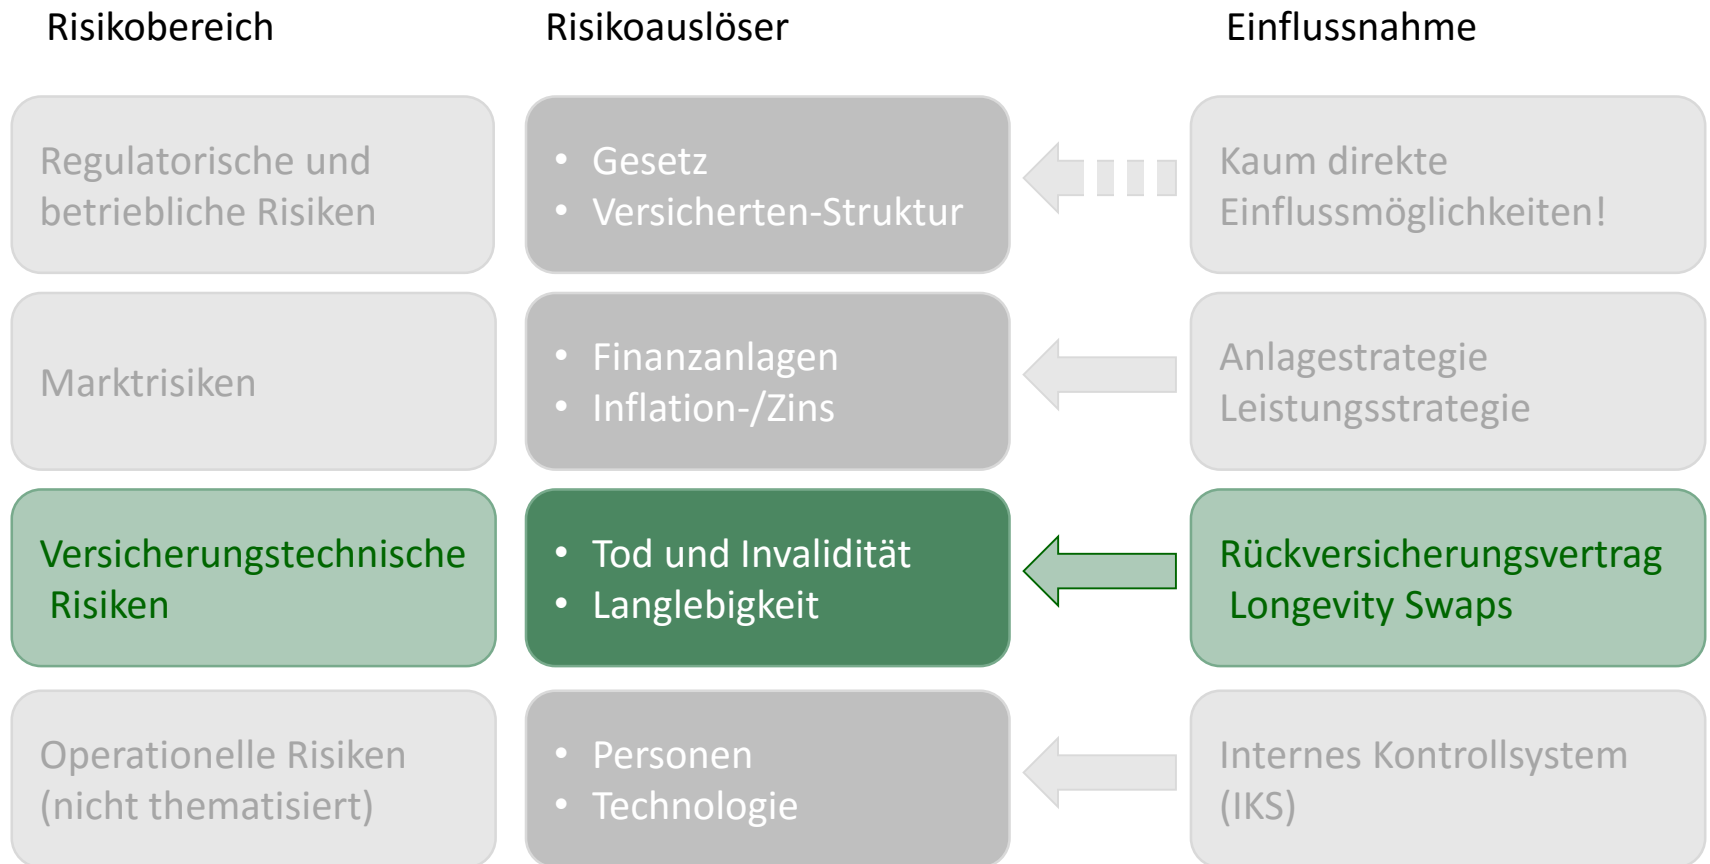 Risikobereich
Risikoauslöser
Einflussnahme
Regulatorische und
betriebliche Risiken
• Gesetz
• Versicherten-Struktur
Kaum direkte
Einflussmöglichkeiten!
Marktrisiken
• Finanzanlagen
• Inflation-/Zins
Anlagestrategie
Leistungsstrategie
Versicherungstechnische
Risiken
• Tod und Invalidität
• Langlebigkeit
Rückversicherungsvertrag
Longevity Swaps
Operationelle Risiken
(nicht thematisiert)
• Personen
• Technologie
Internes Kontrollsystem
(IKS)